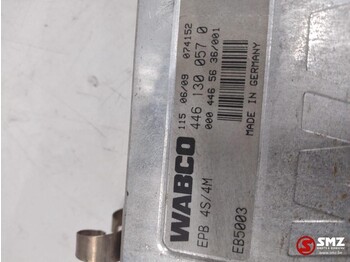 WABCO
EPB 4S/4M
EB5003
446 130 057 0
000 446 56 36/001
115 06/09 074152
MADE IN GERMANY
SMZ